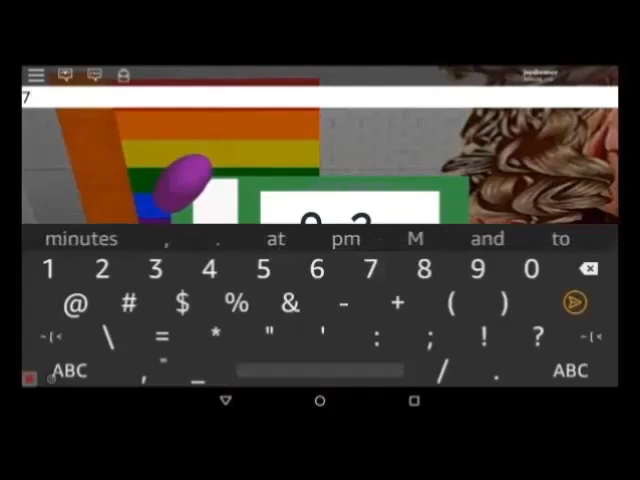 7
minutes , . at pm M and to
1 2 3 4 5 6 7 8 9 0
@ # $ % & - + ( )
~[< \ = * " ' : ; ! ? ~[<
ABC , _ / . ABC